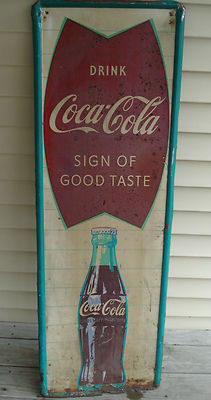 DRINK
Coca-Cola
SIGN OF
GOOD TASTE
Coca-Cola